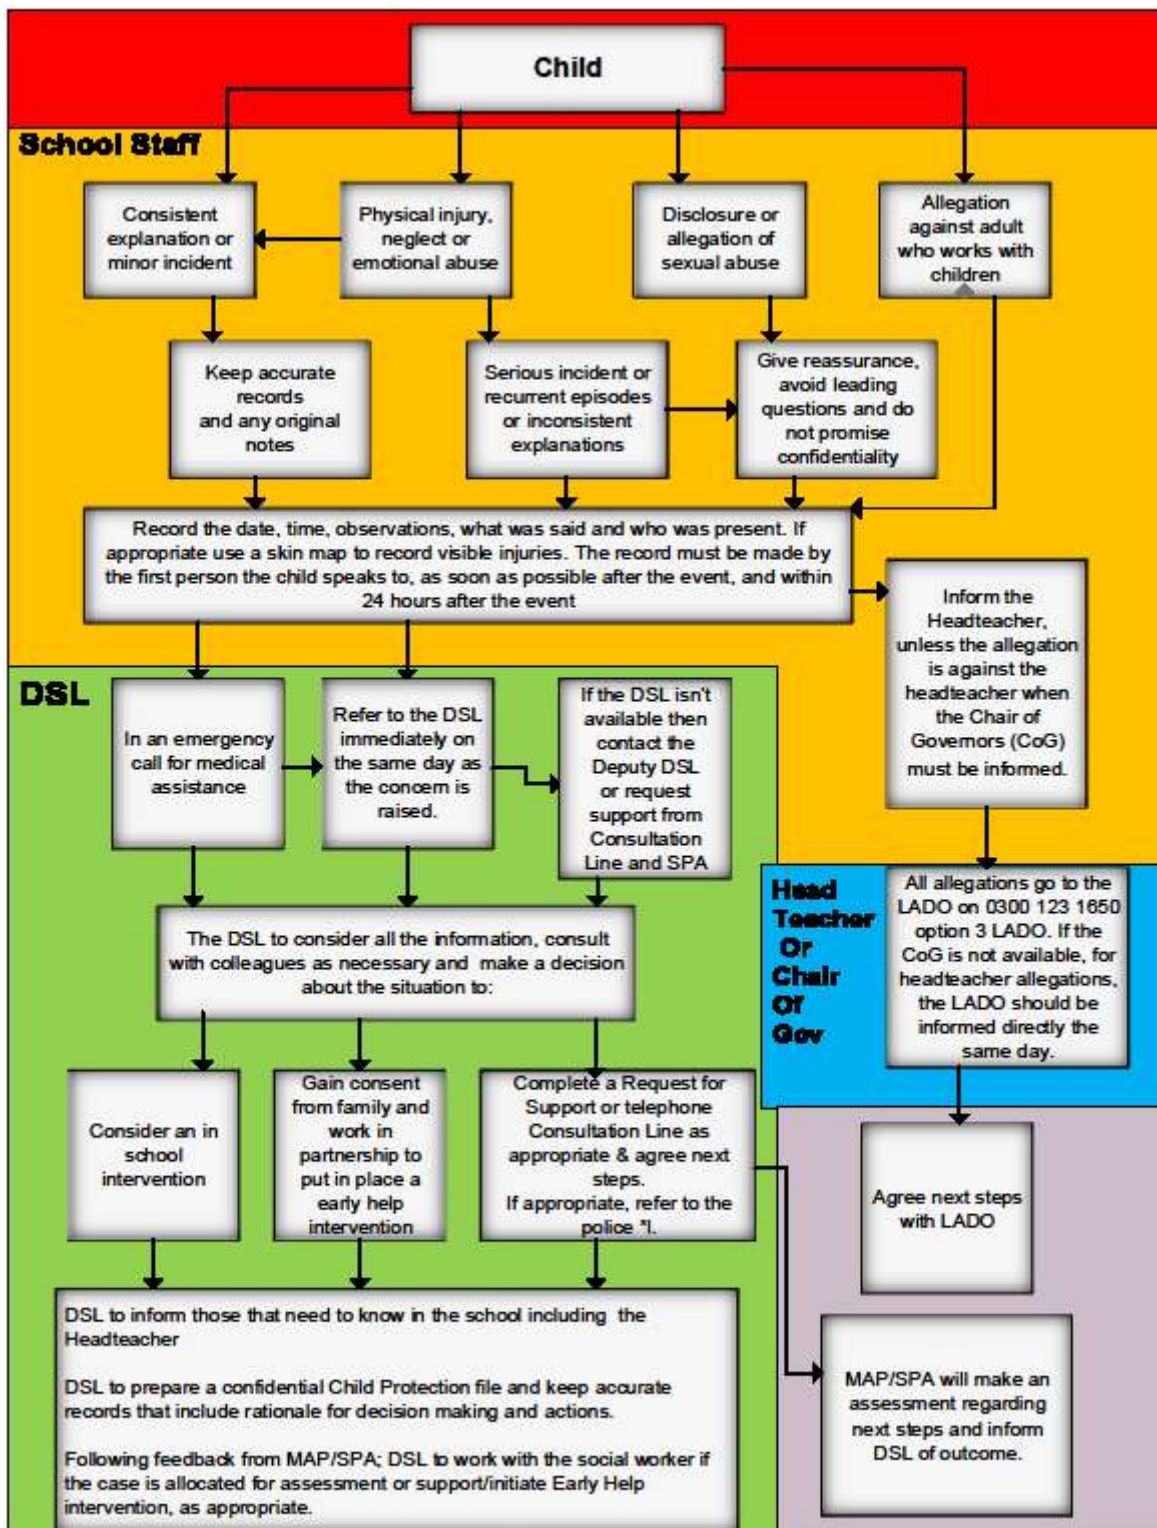 Child
School Staff
Consistent
explanation or
minor incident
Physical injury,
neglect or
emotional abuse
Disclosure or
allegation of
sexual abuse
Allegation
against adult
who works with
children
Keep accurate
records
and any original
notes
Serious incident or
recurrent episodes
or inconsistent
explanations
Give reassurance,
avoid leading
questions and do
not promise
confidentiality
Record the date, time, observations, what was said and who was present. If
appropriate use a skin map to record visible injuries. The record must be made by
the first person the child speaks to, as soon as possible after the event, and within
24 hours after the event
Inform the
Headteacher,
unless the allegation
is against the
headteacher when
the Chair of
Governors (CoG)
must be informed.
DSL
In an emergency
call for medical
assistance
Refer to the DSL
immediately on
the same day as
the concern is
raised.
If the DSL isn't
available then
contact the
Deputy DSL
or request
support from
Consultation
Line and SPA
Head
Teacher
Or
Chair
Of
Gov
All allegations go to the
LADO on 0300 123 1650
option 3 LADO. If the
CoG is not available, for
headteacher allegations,
the LADO should be
informed directly the
same day.
The DSL to consider all the information, consult
with colleagues as necessary and make a decision
about the situation to:
Consider an in
school
intervention
Gain consent
from family and
work in
partnership to
put in place a
early help
intervention
Complete a Request for
Support or telephone
Consultation Line as
appropriate & agree next
steps.
If appropriate, refer to the
police *I.
Agree next steps
with LADO
DSL to inform those that need to know in the school including the
Headteacher
DSL to prepare a confidential Child Protection file and keep accurate
records that include rationale for decision making and actions.
Following feedback from MAP/SPA; DSL to work with the social worker if
the case is allocated for assessment or support/initiate Early Help
intervention, as appropriate.
MAP/SPA will make an
assessment regarding
next steps and inform
DSL of outcome.